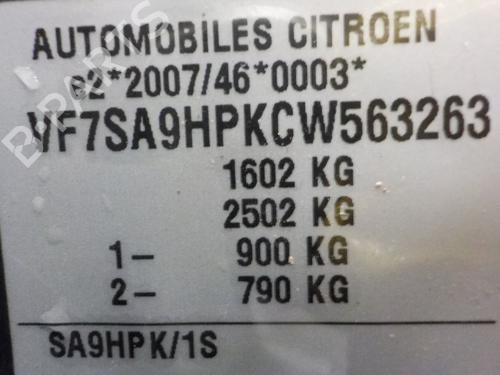 AUTOMOBILES CITROEN
e2*2007/46*0003*
VF7SA9HPKCW563263
1602 KG
2502 KG
1- 900 KG
2- 790 KG
SA9HPK/1S
B-PARTS